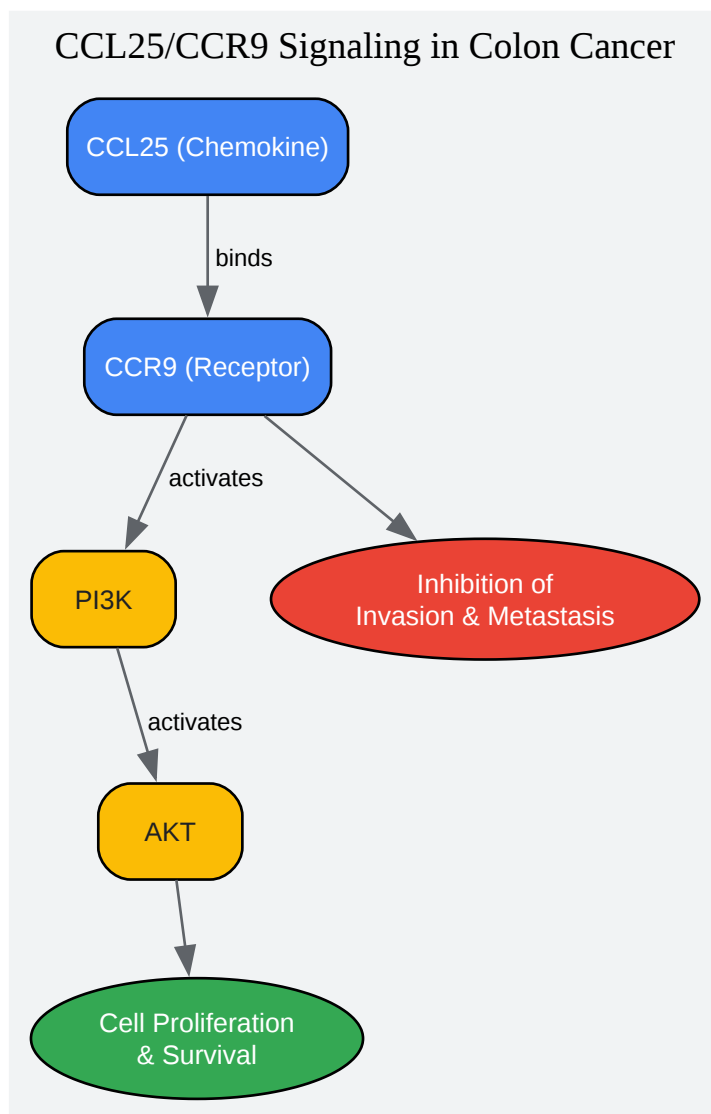 CCL25/CCR9 Signaling in Colon Cancer
CCL25 (Chemokine)
binds
CCR9 (Receptor)
activates
PI3K
Inhibition of
Invasion & Metastasis
activates
AKT
Cell Proliferation
& Survival